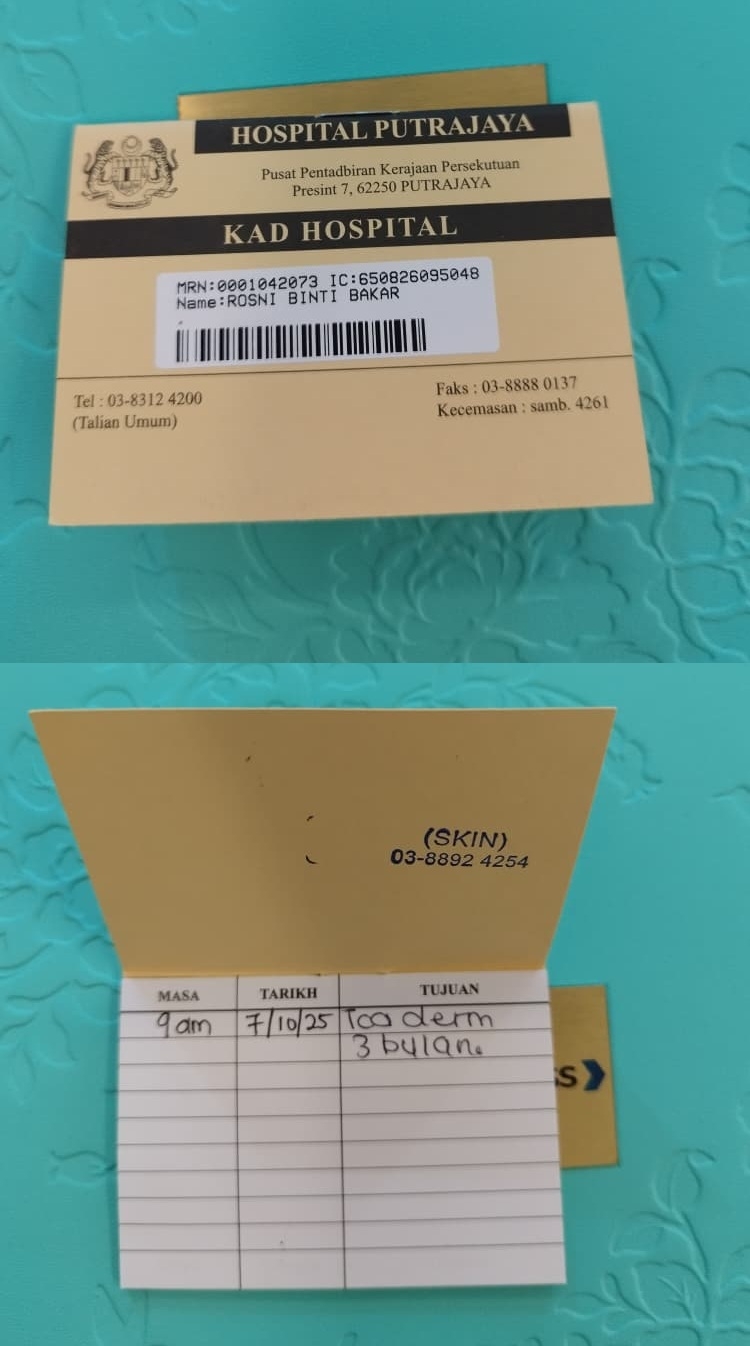 HOSPITAL PUTRAJAYA
Pusat Pentadbiran Kerajaan Persekutuan
Presint 7, 62250 PUTRAJAYA
KAD HOSPITAL
MRN:0001042073 IC:650826095048
Name:ROSNI BINTI BAKAR
Tel : 03-8312 4200
(Talian Umum)
Faks : 03-8888 0137
Kecemasan : samb. 4261
(SKIN)
03-8892 4254
MASA TARIKH TUJUAN
9am 7/10/25 Tca derm
3 bulan.